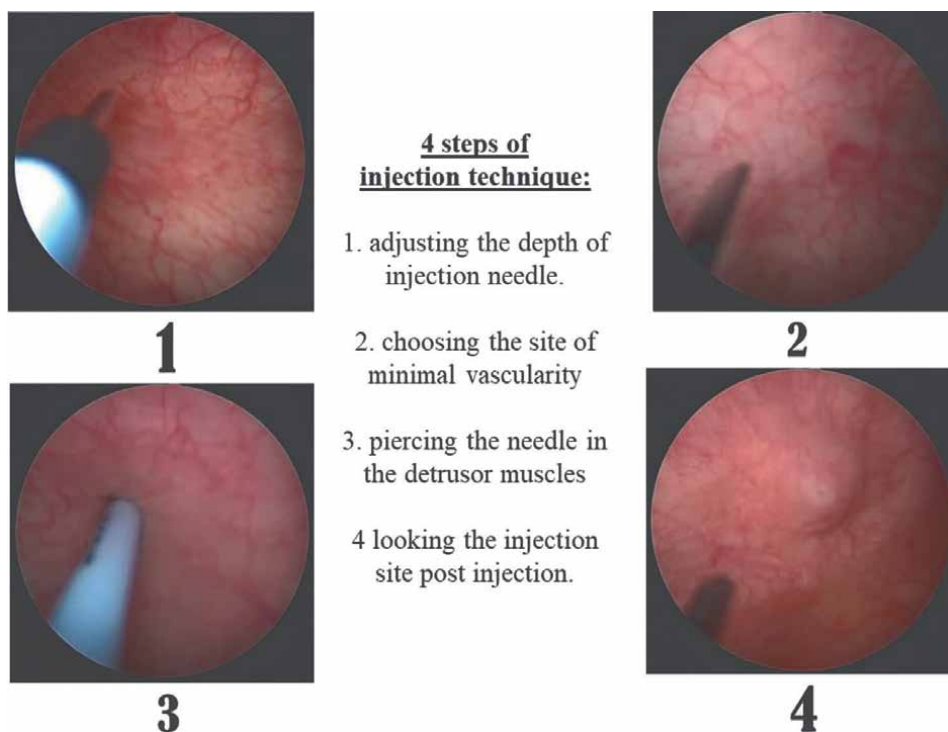 4 steps of
injection technique:
1. adjusting the depth of
injection needle.
2. choosing the site of
minimal vascularity
3. piercing the needle in
the detrusor muscles
4 looking the injection
site post injection.
1
2
3
4